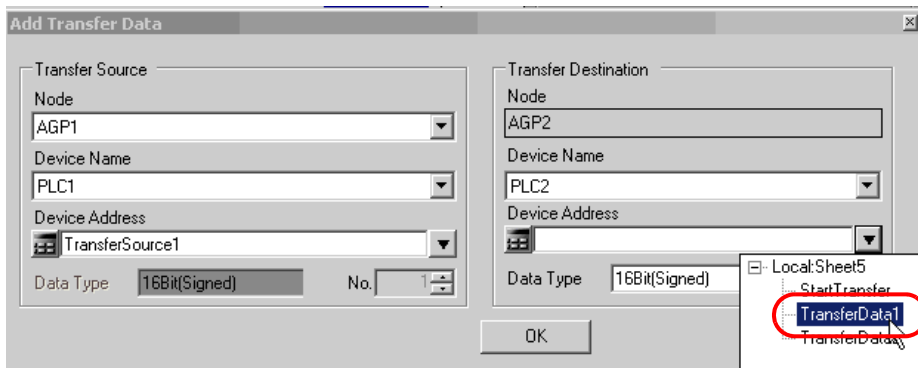 Add Transfer Data
Transfer Source
Node
AGP1
Device Name
PLC1
Device Address
TransferSource1
Data Type 16Bit(Signed) No. 1
Transfer Destination
Node
AGP2
Device Name
PLC2
Device Address
Data Type 16Bit(Signed)
Local:Sheet5
StartTransfer
TransferData1
OK